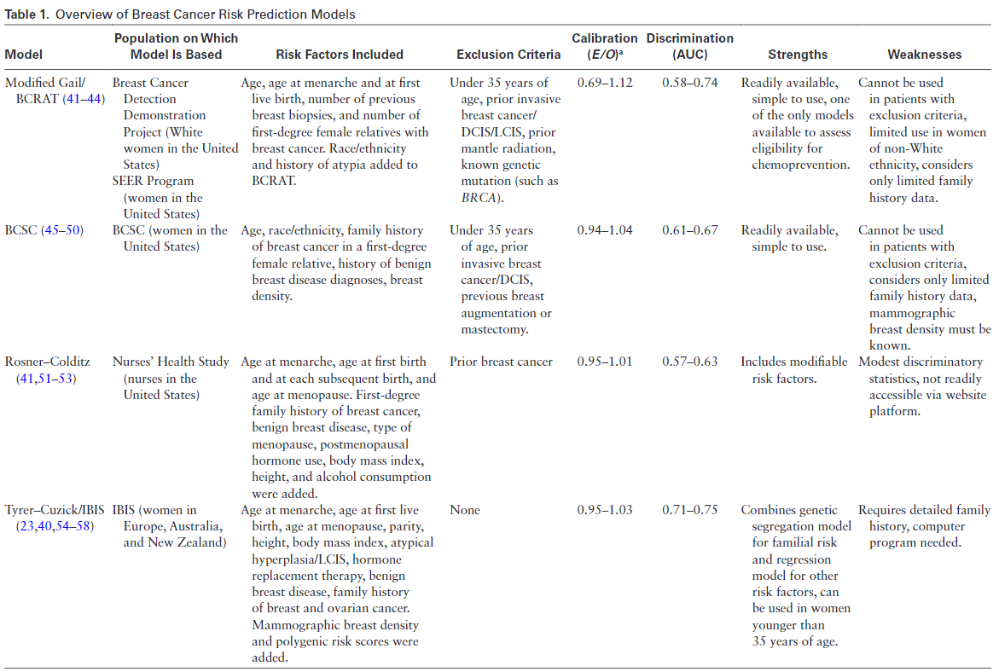 Table 1. Overview of Breast Cancer Risk Prediction Models
Model
Population on Which
Model Is Based
Risk Factors Included
Exclusion Criteria
Calibration
(E/O)a
Discrimination
(AUC)
Strengths
Weaknesses
Modified Gail/
BCRAT (41–44)
Breast Cancer
Detection
Demonstration
Project (White
women in the United
States)
SEER Program
(women in the
United States)
Age, age at menarche and at first
live birth, number of previous
breast biopsies, and number of
first-degree female relatives with
breast cancer. Race/ethnicity
and history of atypia added to
BCRAT.
Under 35 years of
age, prior invasive
breast cancer/
DCIS/LCIS, prior
mantle radiation,
known genetic
mutation (such as
BRCA).
0.69–1.12
0.58–0.74
Readily available,
simple to use, one
of the only models
available to assess
eligibility for
chemoprevention.
Cannot be used
in patients with
exclusion criteria,
limited use in women
of non-White
ethnicity, considers
only limited family
history data.
BCSC (45–50)
BCSC (women in the
United States)
Age, race/ethnicity, family history
of breast cancer in a first-degree
female relative, history of benign
breast disease diagnoses, breast
density.
Under 35 years
of age, prior
invasive breast
cancer/DCIS,
previous breast
augmentation or
mastectomy.
0.94–1.04
0.61–0.67
Readily available,
simple to use.
Cannot be used
in patients with
exclusion criteria,
considers only limited
family history data,
mammographic
breast density must be
known.
Rosner–Colditz
(41,51–53)
Nurses’ Health Study
(nurses in the
United States)
Age at menarche, age at first birth
and at each subsequent birth, and
age at menopause. First-degree
family history of breast cancer,
benign breast disease, type of
menopause, postmenopausal
hormone use, body mass index,
height, and alcohol consumption
were added.
Prior breast cancer
0.95–1.01
0.57–0.63
Includes modifiable
risk factors.
Modest discriminatory
statistics, not readily
accessible via website
platform.
Tyrer–Cuzick/IBIS
(23,40,54–58)
IBIS (women in
Europe, Australia,
and New Zealand)
Age at menarche, age at first live
birth, age at menopause, parity,
height, body mass index, atypical
hyperplasia/LCIS, hormone
replacement therapy, benign
breast disease, family history
of breast and ovarian cancer.
Mammographic breast density
and polygenic risk scores were
added.
None
0.95–1.03
0.71–0.75
Combines genetic
segregation model
for familial risk
and regression
model for other
risk factors, can
be used in women
younger than
35 years of age.
Requires detailed family
history, computer
program needed.